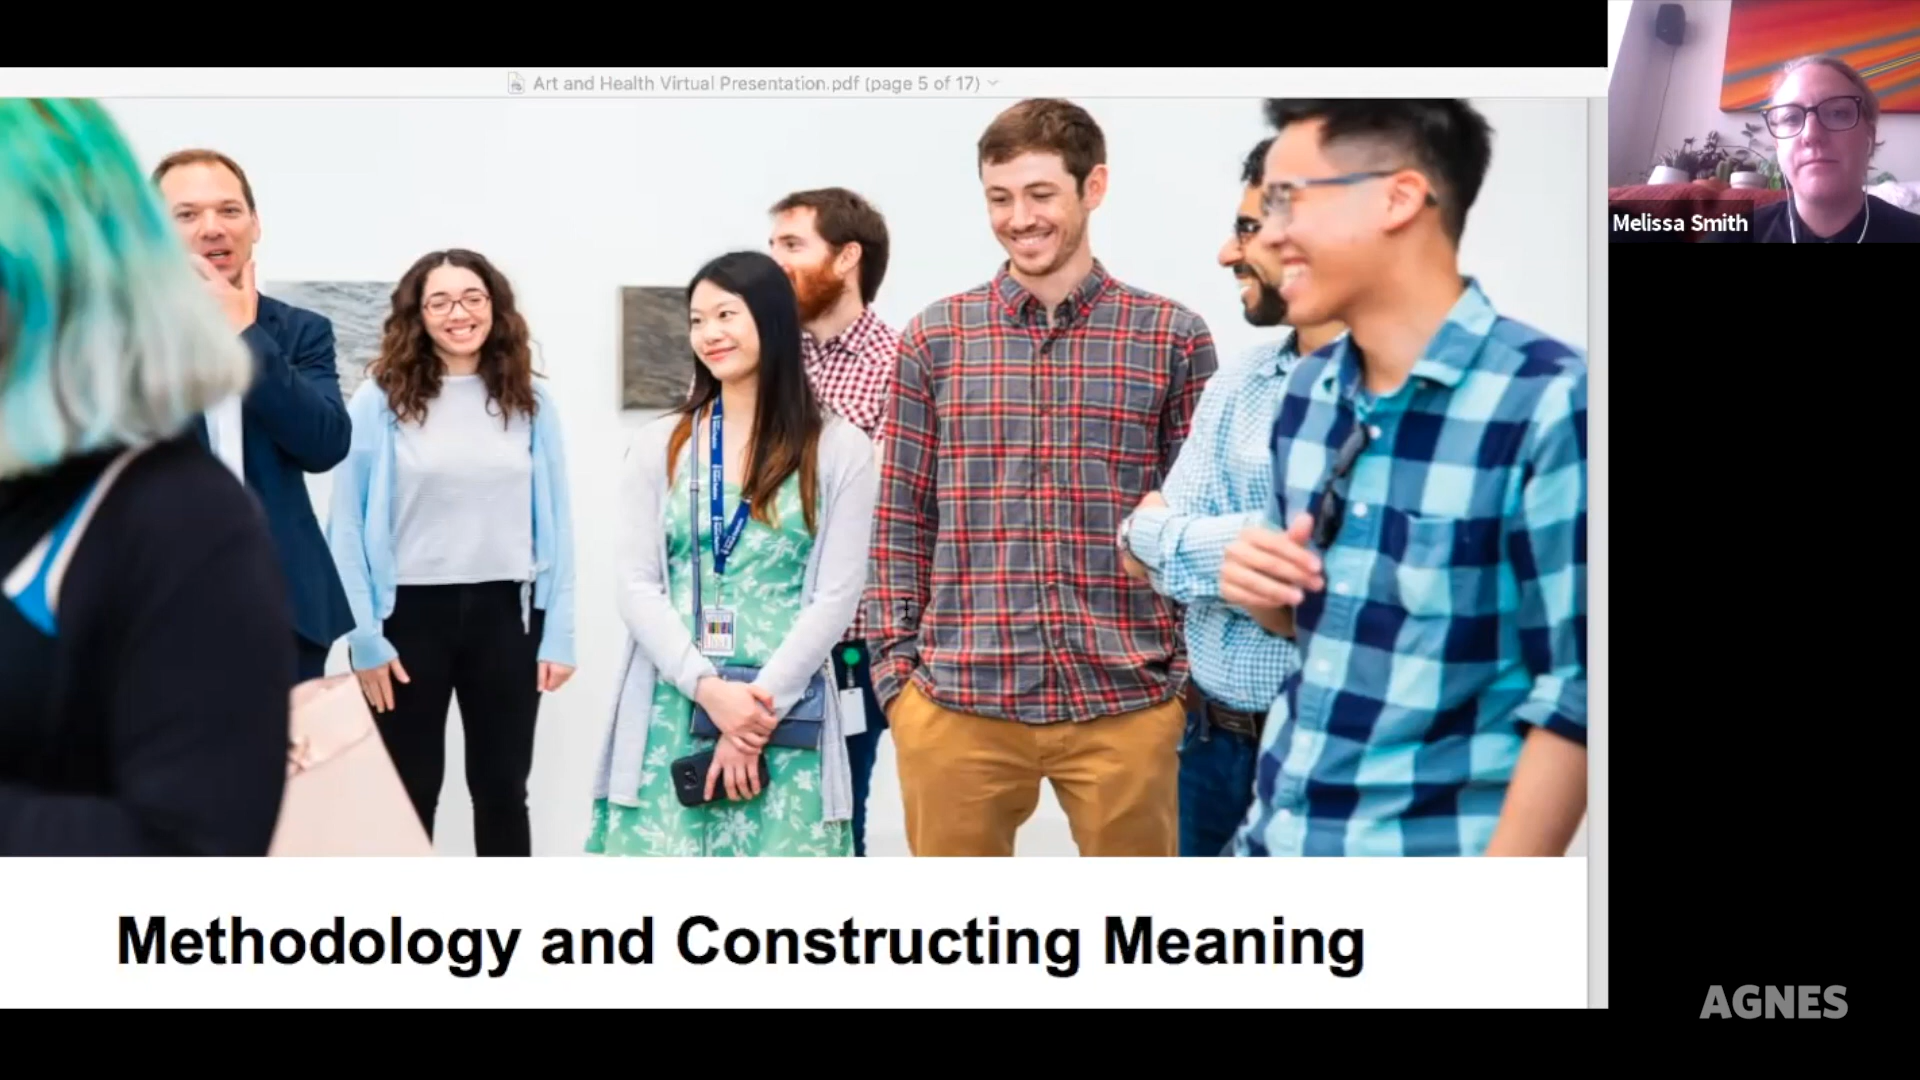 Art and Health Virtual Presentation.pdf (page 5 of 17)
Melissa Smith
Methodology and Constructing Meaning
AGNES